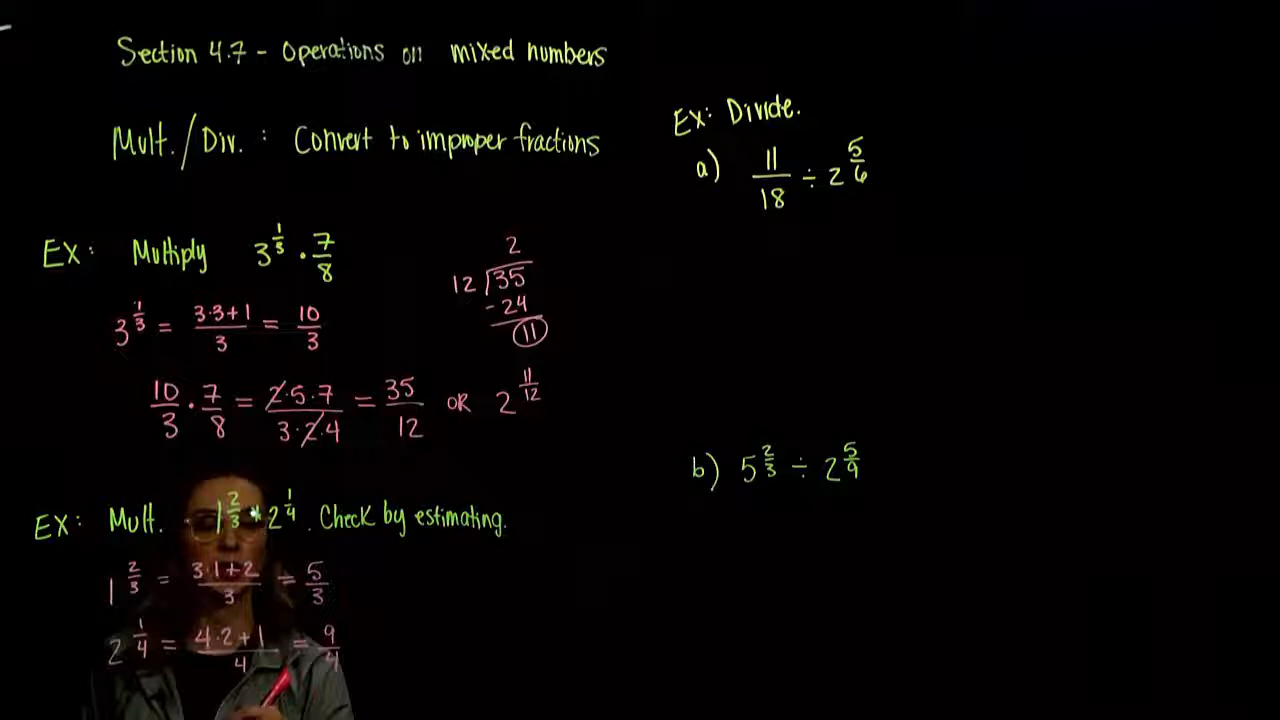 Section 4.7 - Operations on mixed numbers
Mult./Div. : Convert to improper fractions
EX: Multiply 3 1/3 · 7/8
3 1/3 = 3·3+1/3 = 10/3
2
12 35
-24
11
10/3 · 7/8 = 2·5·7/3·2·4 = 35/12 OR 2 11/12
EX: Mult. 1 2/3 * 2 1/4. Check by estimating.
1 2/3 = 3·1+2/3 = 5/3
2 1/4 = 4·2+1/4 = 9/4
EX: Divide.
a) 11/18 ÷ 2 5/6
b) 5 2/3 ÷ 2 5/9